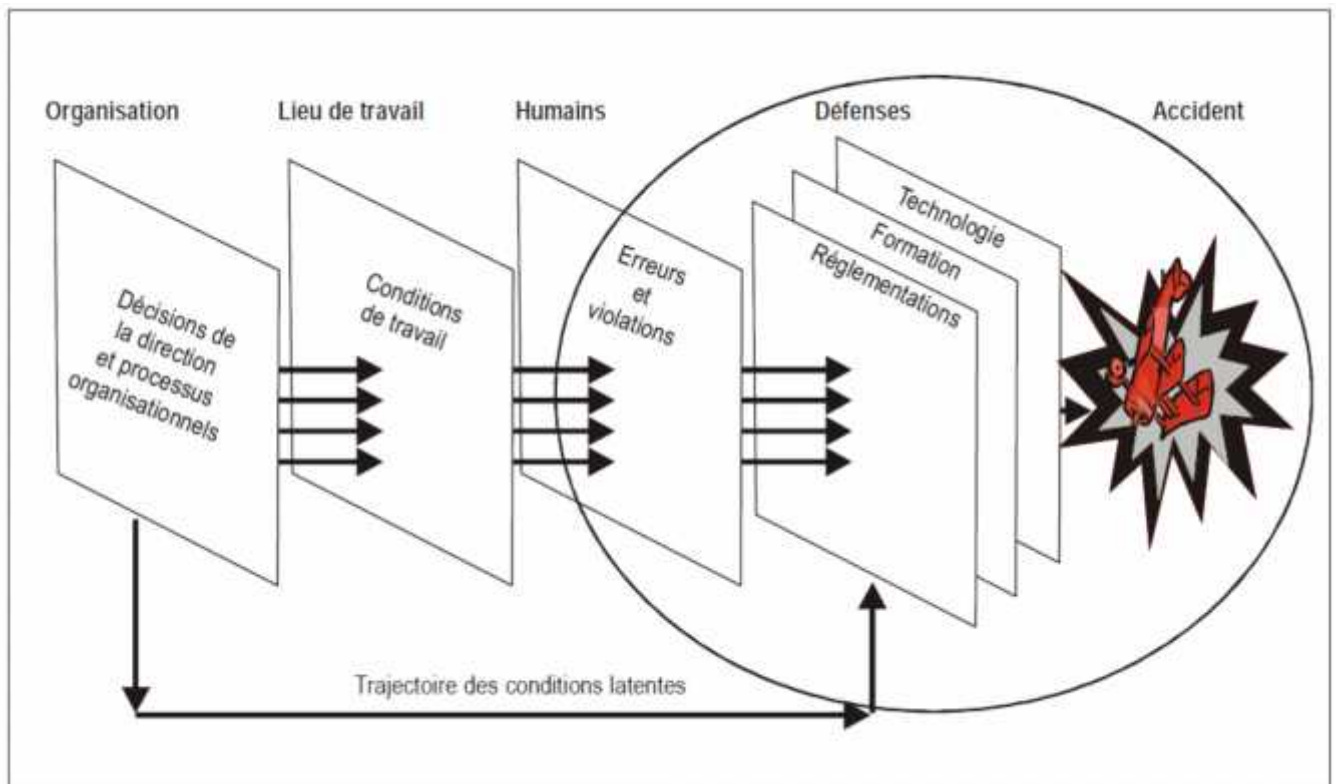 Organisation
Lieu de travail
Humains
Défenses
Accident
Décisions de
la direction
et processus
organisationnels
Conditions
de travail
Erreurs
et
violations
Technologie
Formation
Réglementations
Trajectoire des conditions latentes